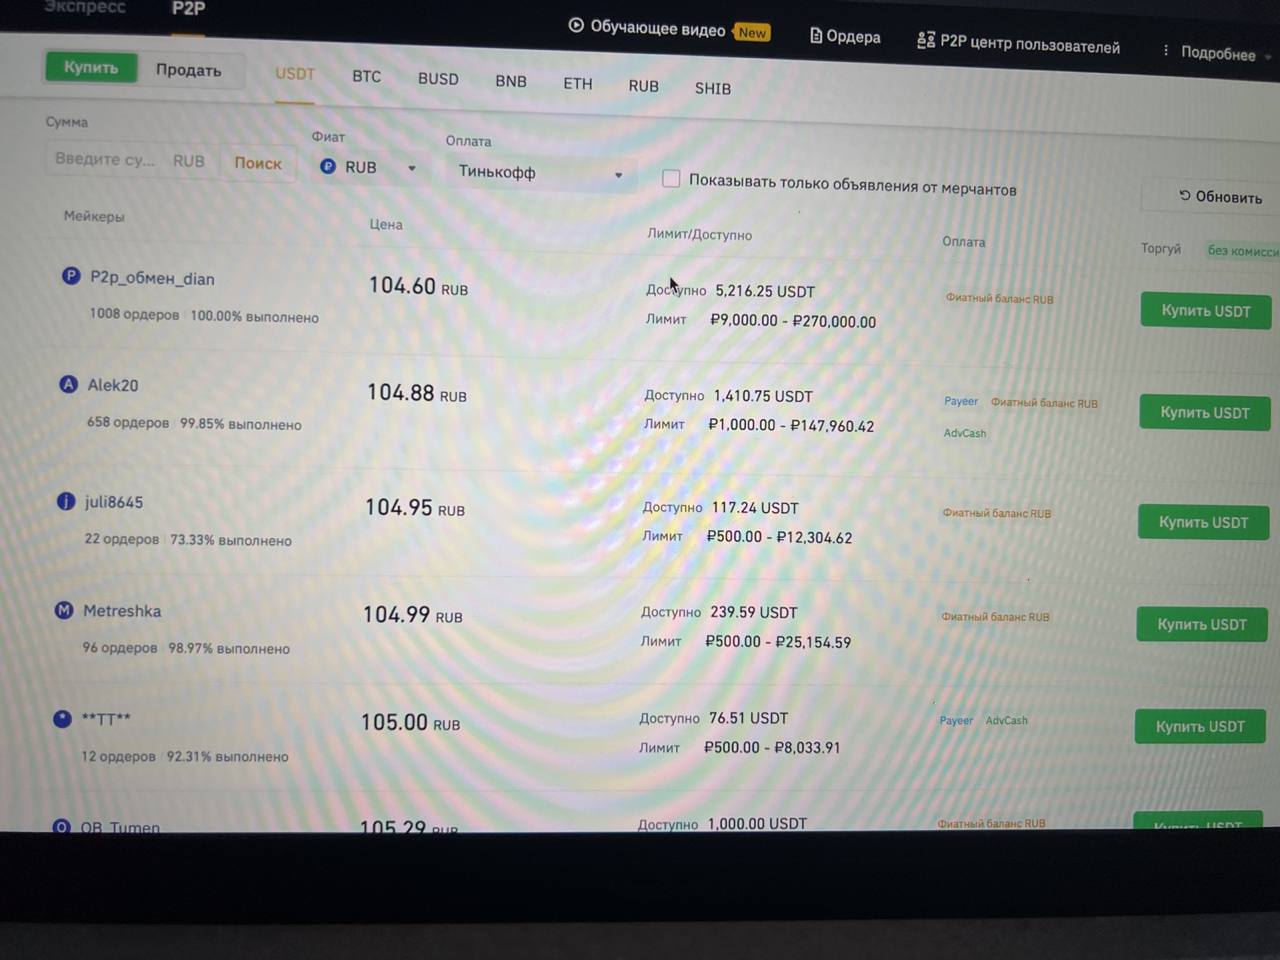 Экспресс P2P
Обучающее видео New Ордера P2P центр пользователей Подробнее
Купить Продать USDT BTC BUSD BNB ETH RUB SHIB
Сумма Фиат Оплата
Введите су... RUB Поиск RUB Тинькофф Показывать только объявления от мерчантов Обновить
Мейкеры Цена Лимит/Доступно Оплата Торгуй без комисси
P P2p_обмен_dian 104.60 RUB Доступно 5,216.25 USDT Фиатный баланс RUB Купить USDT
1008 ордеров 100.00% выполнено Лимит ₽9,000.00 - ₽270,000.00
A Alek20 104.88 RUB Доступно 1,410.75 USDT Payeer Фиатный баланс RUB Купить USDT
658 ордеров 99.85% выполнено Лимит ₽1,000.00 - ₽147,960.42 AdvCash
j juli8645 104.95 RUB Доступно 117.24 USDT Фиатный баланс RUB Купить USDT
22 ордеров 73.33% выполнено Лимит ₽500.00 - ₽12,304.62
M Metreshka 104.99 RUB Доступно 239.59 USDT Фиатный баланс RUB Купить USDT
96 ордеров 98.97% выполнено Лимит ₽500.00 - ₽25,154.59
* **TT** 105.00 RUB Доступно 76.51 USDT Payeer AdvCash Купить USDT
12 ордеров 92.31% выполнено Лимит ₽500.00 - ₽8,033.91
O OB_Tumen 105.29 RUB Доступно 1,000.00 USDT Фиатный баланс RUB Купить USDT